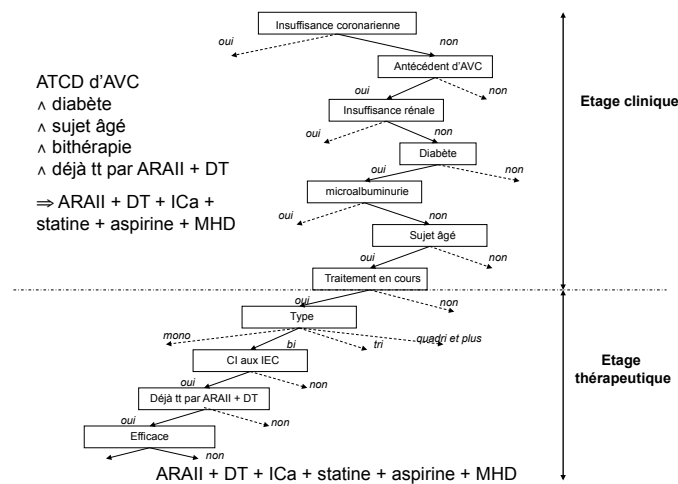 Insuffisance coronarienne
oui
non
Antécédent d'AVC
oui
non
Insuffisance rénale
oui
non
Diabète
oui
non
microalbuminurie
oui
non
Sujet âgé
oui
non
Traitement en cours
oui
non
Type
mono
bi
tri
quadri et plus
CI aux IEC
oui
non
Déjà tt par ARAII + DT
oui
non
Efficace
oui
non
ARAII + DT + ICa + statine + aspirine + MHD
ATCD d'AVC
∧ diabète
∧ sujet âgé
∧ bithérapie
∧ déjà tt par ARAII + DT
⇒ ARAII + DT + ICa +
statine + aspirine + MHD
Etage clinique
Etage
thérapeutique